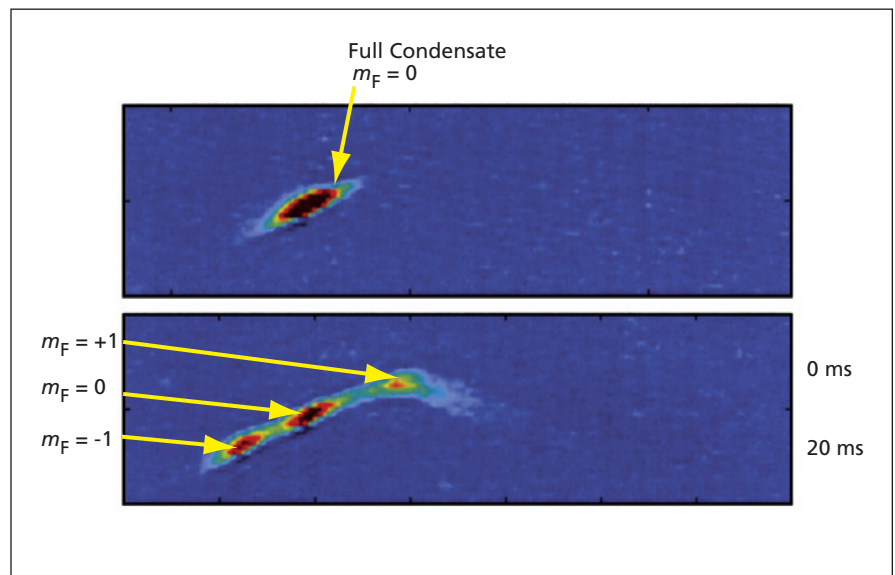 Full Condensate
mF = 0
mF = +1
mF = 0
mF = -1
0 ms
20 ms